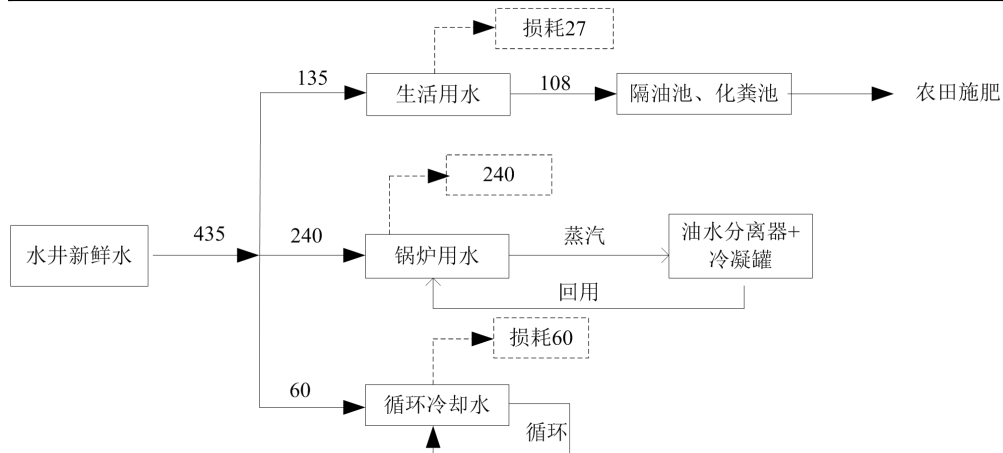 损耗27
135
生活用水
108
隔油池、化粪池
农田施肥
240
水井新鲜水
435
240
锅炉用水
蒸汽
油水分离器+
冷凝罐
回用
损耗60
60
循环冷却水
循环